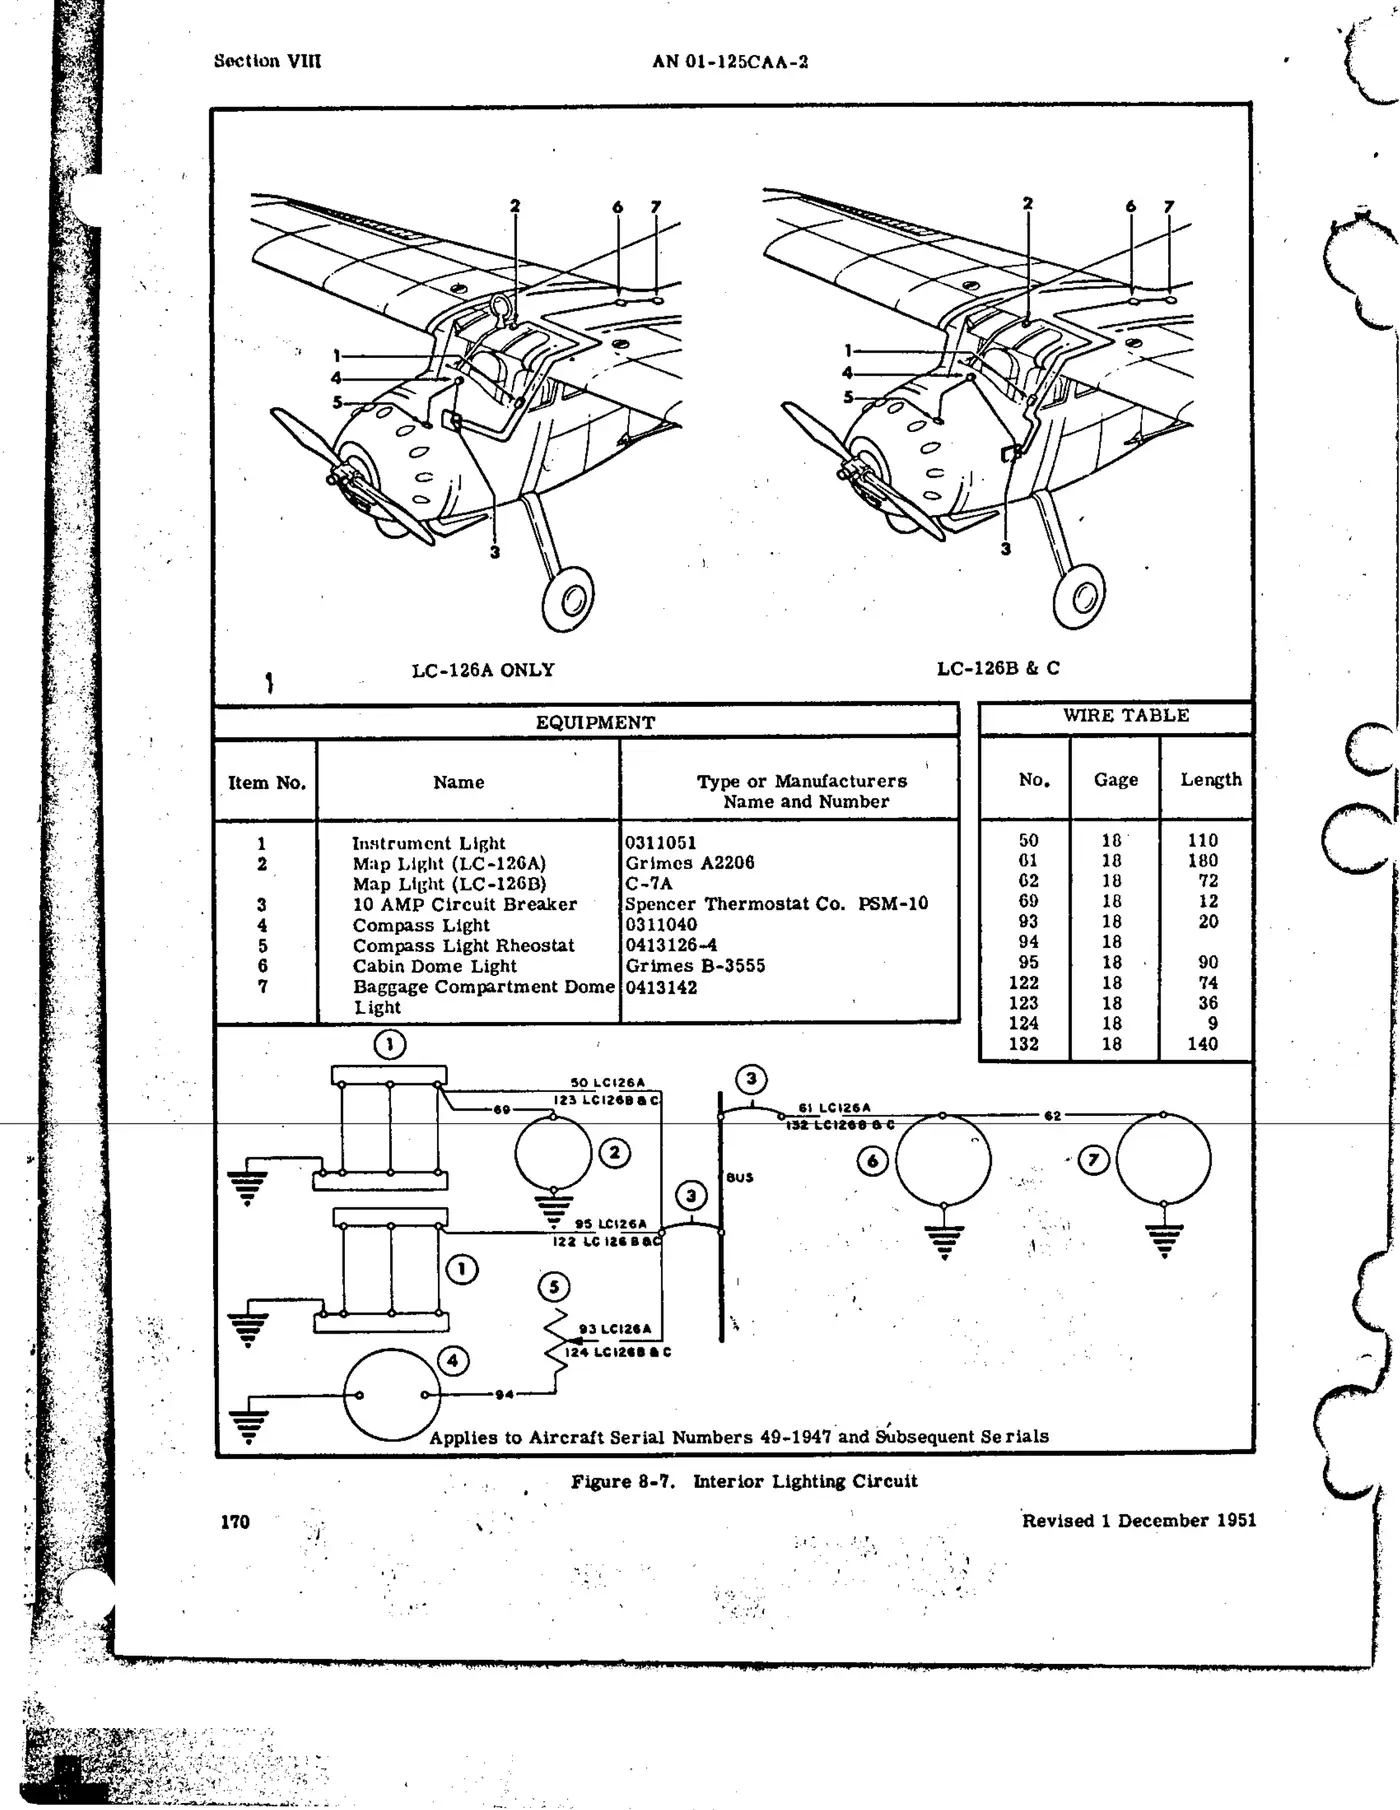 Section VIII
AN 01-125CAA-2
2 6 7
1
4
5
3
2 6 7
1
4
5
3
LC-126A ONLY
LC-126B & C
EQUIPMENT
Item No. Name Type or Manufacturers
Name and Number
1 Instrument Light 0311051
2 Map Light (LC-126A) Grimes A2206
Map Light (LC-126B) C-7A
3 10 AMP Circuit Breaker Spencer Thermostat Co. PSM-10
4 Compass Light 0311040
5 Compass Light Rheostat 0413126-4
6 Cabin Dome Light Grimes B-3555
7 Baggage Compartment Dome 0413142
Light
WIRE TABLE
No. Gage Length
50 18 110
61 18 180
62 18 72
69 18 12
93 18 20
94 18
95 18 90
122 18 74
123 18 36
124 18 9
132 18 140
1
50 LC126A
123 LC126B & C
69
2
3
61 LC126A
132 LC126B & C
62
6
7
BUS
3
95 LC126A
122 LC126B & C
1
5
93 LC126A
124 LC126B & C
4
94
Applies to Aircraft Serial Numbers 49-1947 and Subsequent Serials
Figure 8-7. Interior Lighting Circuit
170
Revised 1 December 1951